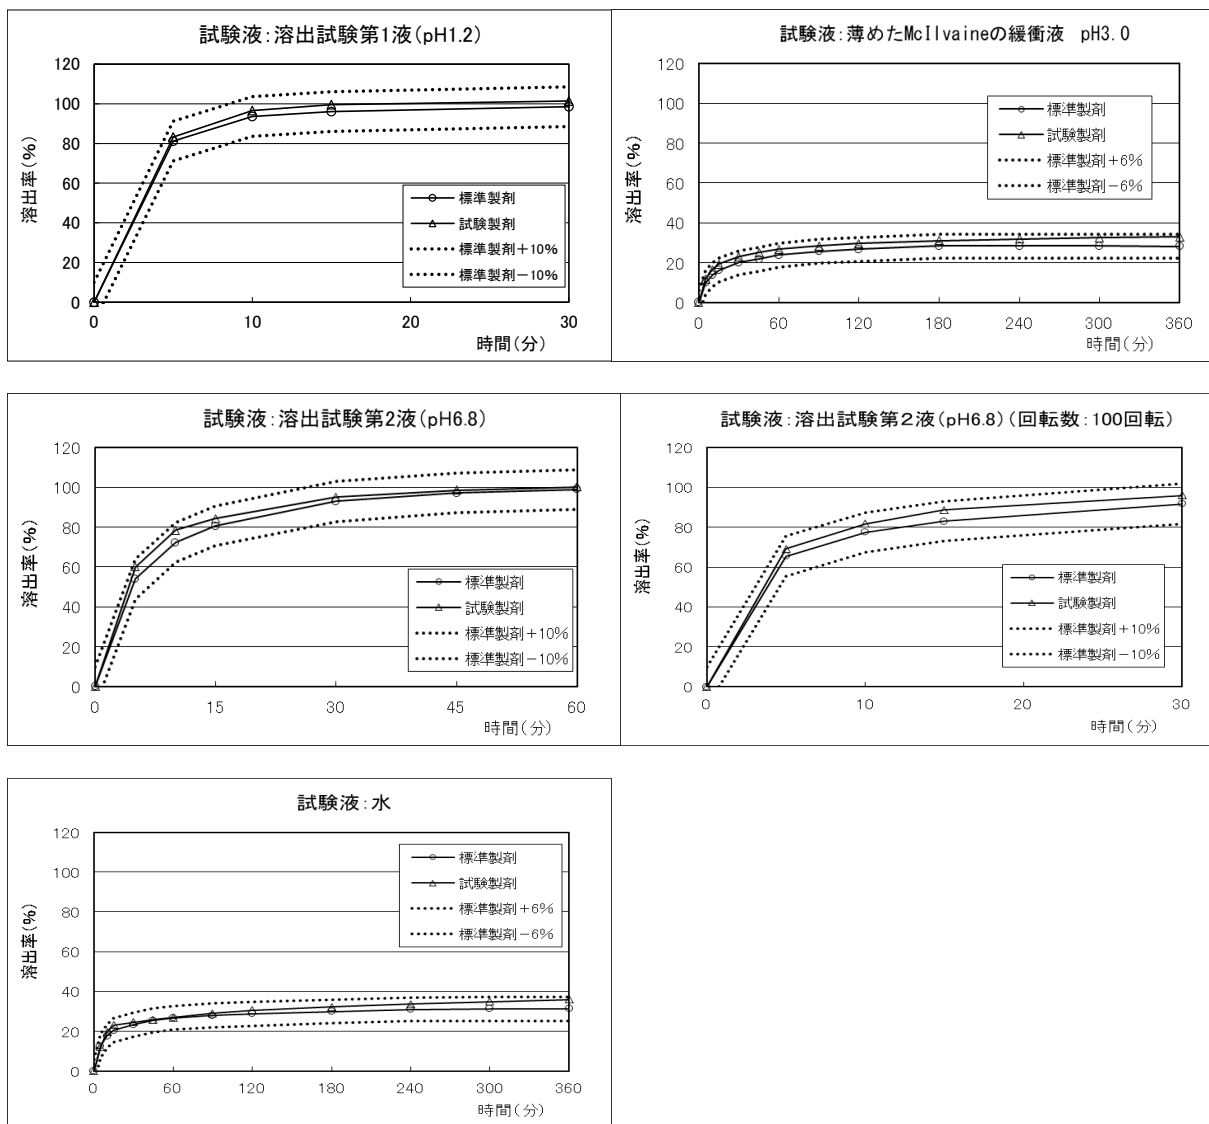 試験液:溶出試験第1液(pH1.2)
120
100
80
60
40
20
0
溶出率(%)
標準製剤
試験製剤
標準製剤+10%
標準製剤-10%
0
10
20
30
時間(分)
試験液:薄めたMcIlvaineの緩衝液 pH3.0
120
100
80
60
40
20
0
溶出率(%)
標準製剤
試験製剤
標準製剤+6%
標準製剤-6%
0
60
120
180
240
300
360
時間(分)
試験液:溶出試験第2液(pH6.8)
120
100
80
60
40
20
0
溶出率(%)
標準製剤
試験製剤
標準製剤+10%
標準製剤-10%
0
15
30
45
60
時間(分)
試験液:溶出試験第2液(pH6.8)(回転数:100回転)
120
100
80
60
40
20
0
溶出率(%)
標準製剤
試験製剤
標準製剤+10%
標準製剤-10%
0
10
20
30
時間(分)
試験液:水
120
100
80
60
40
20
0
溶出率(%)
標準製剤
試験製剤
標準製剤+6%
標準製剤-6%
0
60
120
180
240
300
360
時間(分)